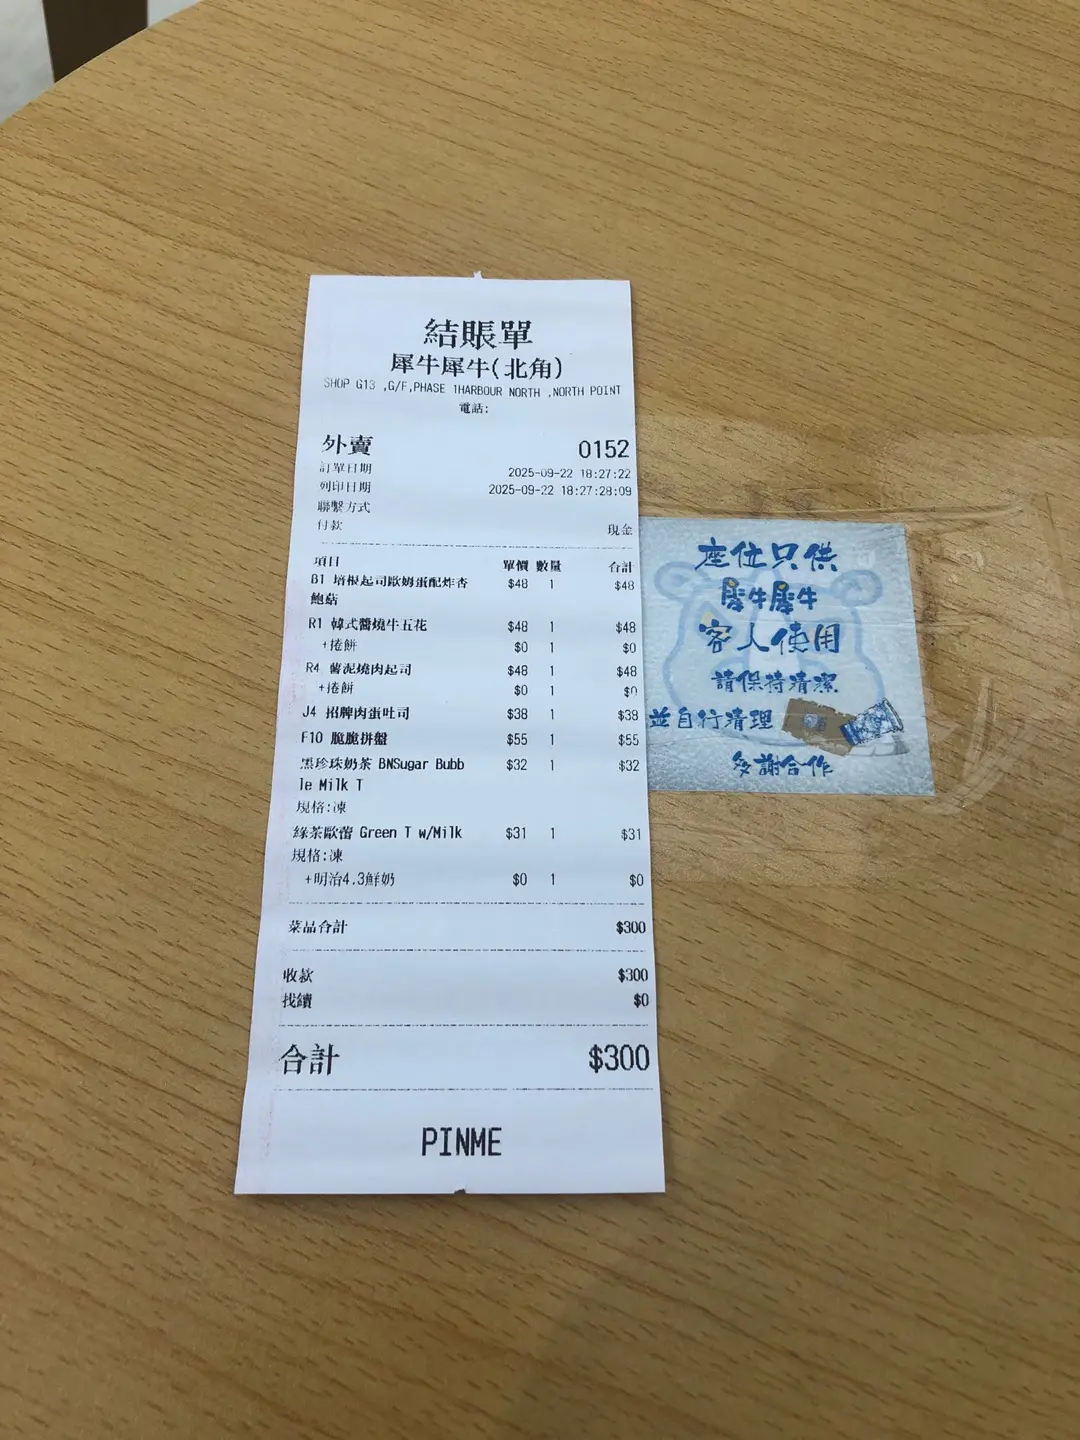 結賬單
犀牛犀牛(北角)
SHOP G13 ,G/F,PHASE 1HARBOUR NORTH ,NORTH POINT
電話:
外賣 0152
訂單日期 2025-09-22 18:27:22
列印日期 2025-09-22 18:27:28:09
聯繫方式
付款 現金
項目 單價 數量 合計
B1 培根起司歐姆蛋配炸杏 $48 1 $48
鮑菇
R1 韓式醬燒牛五花 $48 1 $48
+捲餅 $0 1 $0
R4 薯泥燒肉起司 $48 1 $48
+捲餅 $0 1 $0
J4 招牌肉蛋吐司 $38 1 $38
F10 脆脆拼盤 $55 1 $55
黑珍珠奶茶 BNSugar Bubb $32 1 $32
le Milk T
規格:凍
綠茶歐蕾 Green T w/Milk $31 1 $31
規格:凍
+明治4.3鮮奶 $0 1 $0
菜品合計 $300
收款 $300
找續 $0
合計 $300
PINME
座位只供
犀牛犀牛
客人使用
請保持清潔
並自行清理
多謝合作